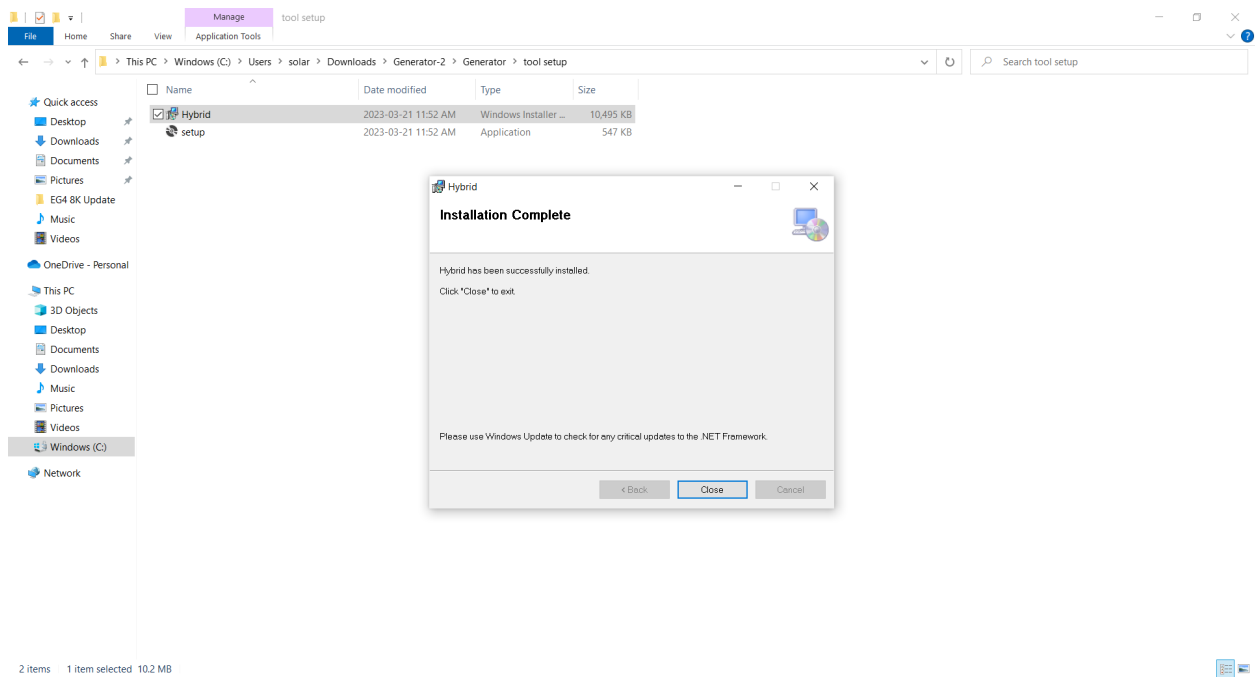 Manage
tool setup
File
Home
Share
View
Application Tools
This PC > Windows (C:) > Users > solar > Downloads > Generator-2 > Generator > tool setup
Search tool setup
Name
Date modified
Type
Size
Hybrid
2023-03-21 11:52 AM
Windows Installer ...
10,495 KB
setup
2023-03-21 11:52 AM
Application
547 KB
Quick access
Desktop
Downloads
Documents
Pictures
EG4 8K Update
Music
Videos
OneDrive - Personal
This PC
3D Objects
Desktop
Documents
Downloads
Music
Pictures
Videos
Windows (C:)
Network
Hybrid
Installation Complete
Hybrid has been successfully installed.
Click "Close" to exit.
Please use Windows Update to check for any critical updates to the .NET Framework.
< Back
Close
Cancel
2 items
1 item selected 10.2 MB